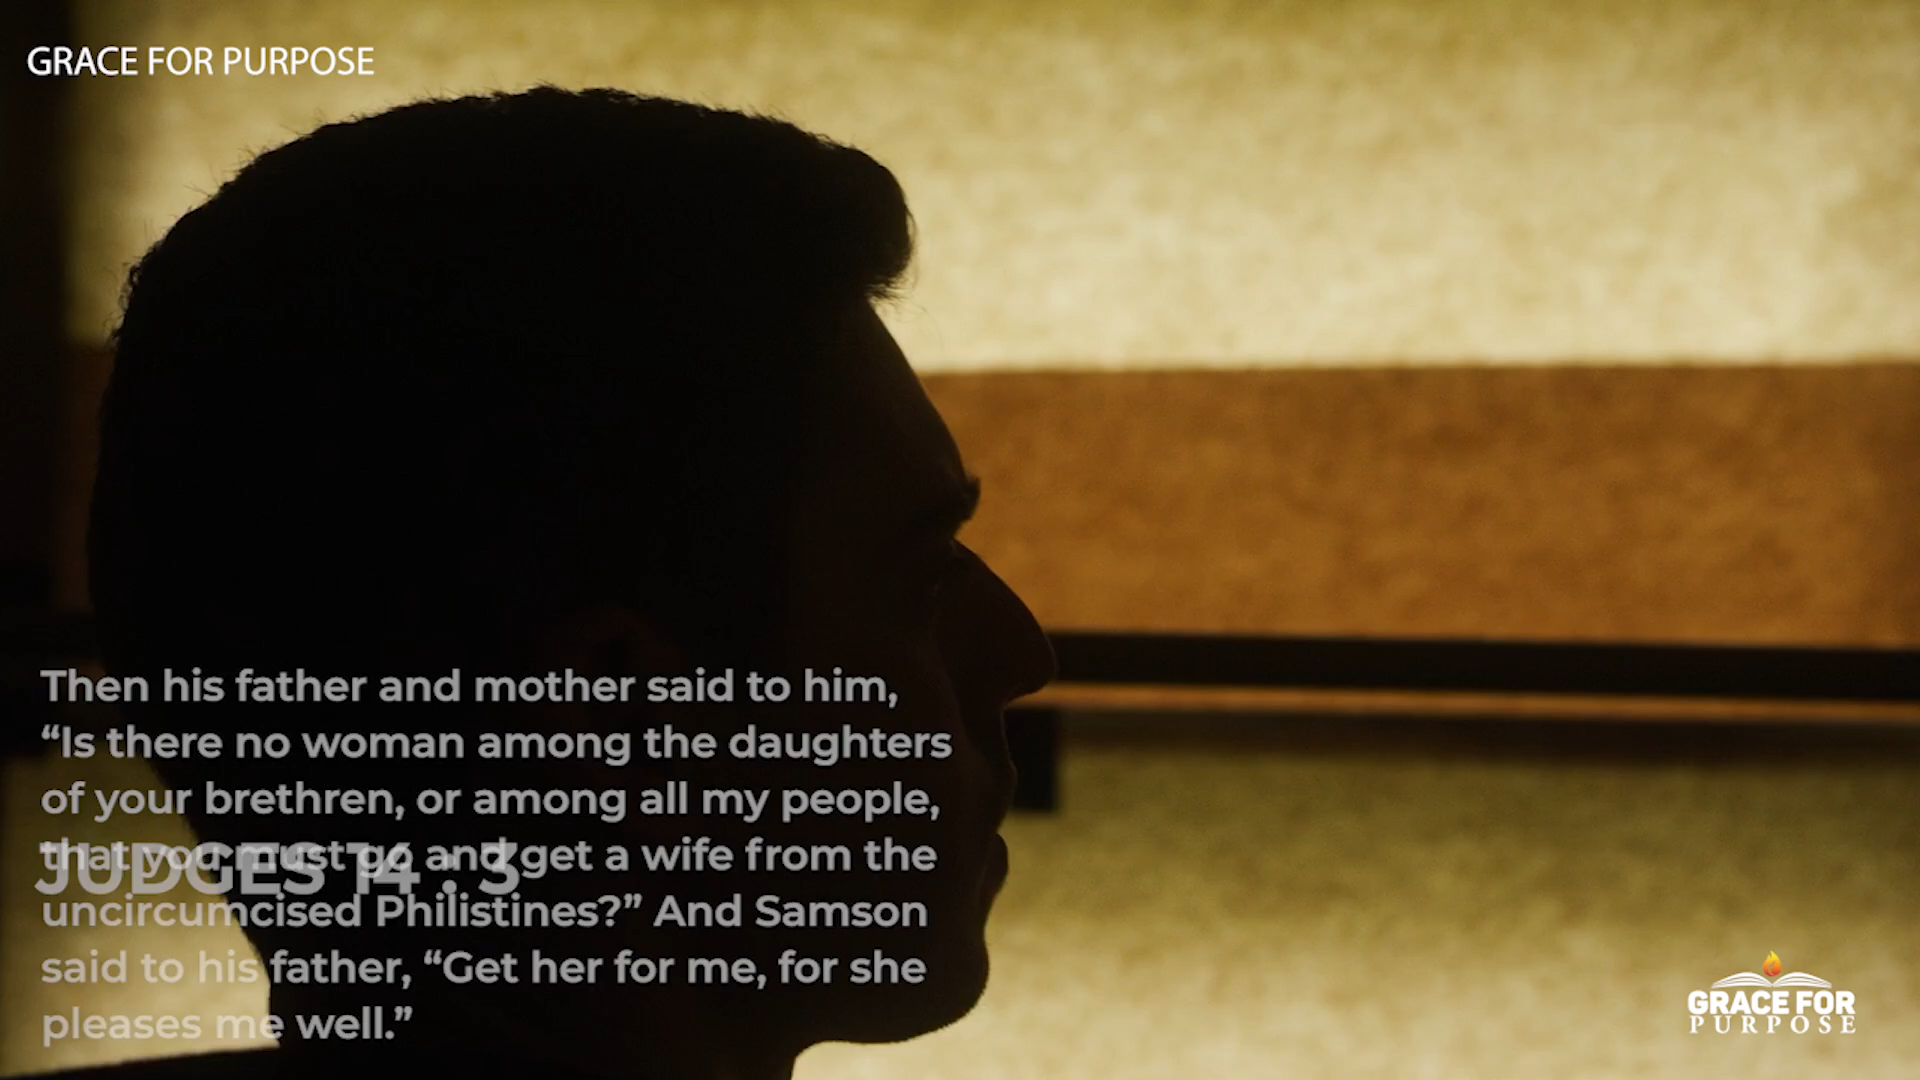 GRACE FOR PURPOSE
Then his father and mother said to him,
“Is there no woman among the daughters
of your brethren, or among all my people,
that you must go and get a wife from the
JUDGES 14 : 3
uncircumcised Philistines?” And Samson
said to his father, “Get her for me, for she
pleases me well.”
GRACE FOR
PURPOSE